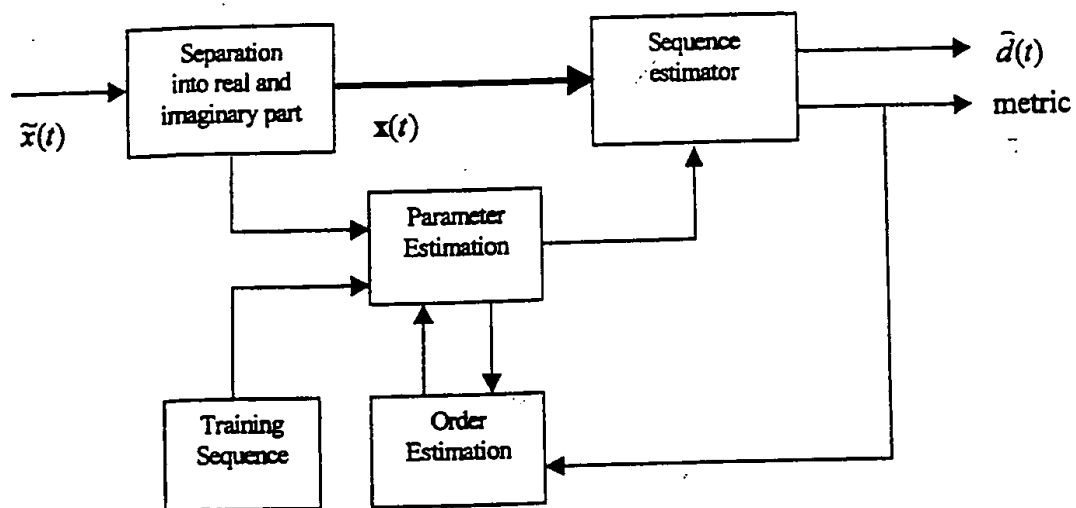 Separation
into real and
imaginary part
Sequence
estimator
x̃(t)
x(t)
d̄(t)
metric
Parameter
Estimation
Training
Sequence
Order
Estimation